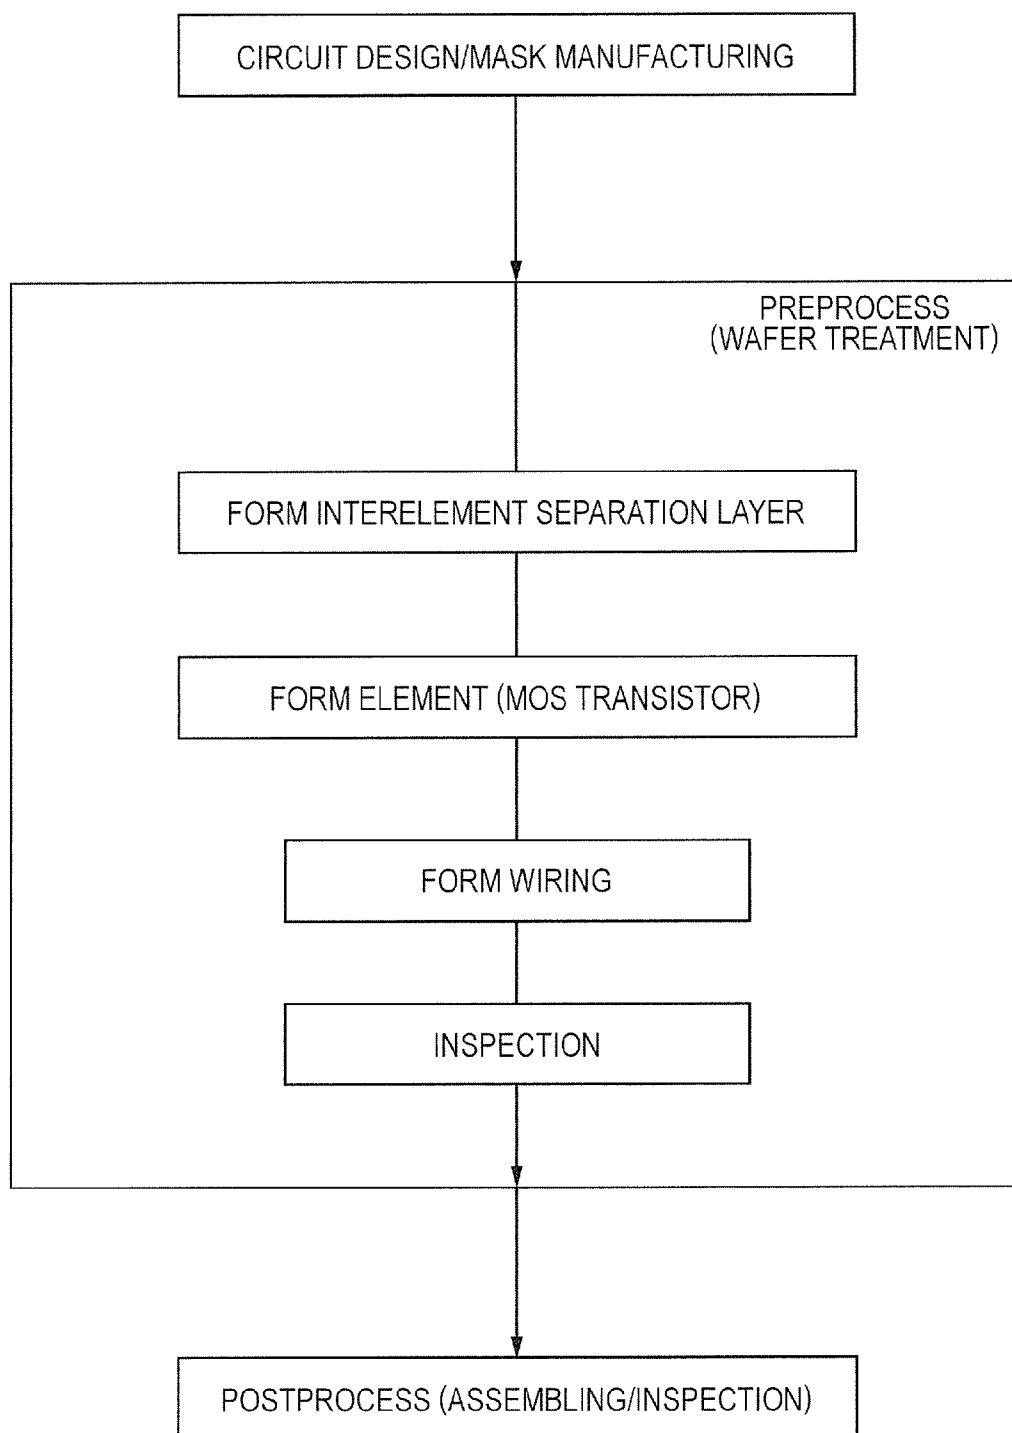 CIRCUIT DESIGN/MASK MANUFACTURING
PREPROCESS
(WAFER TREATMENT)
FORM INTERELEMENT SEPARATION LAYER
FORM ELEMENT (MOS TRANSISTOR)
FORM WIRING
INSPECTION
POSTPROCESS (ASSEMBLING/INSPECTION)